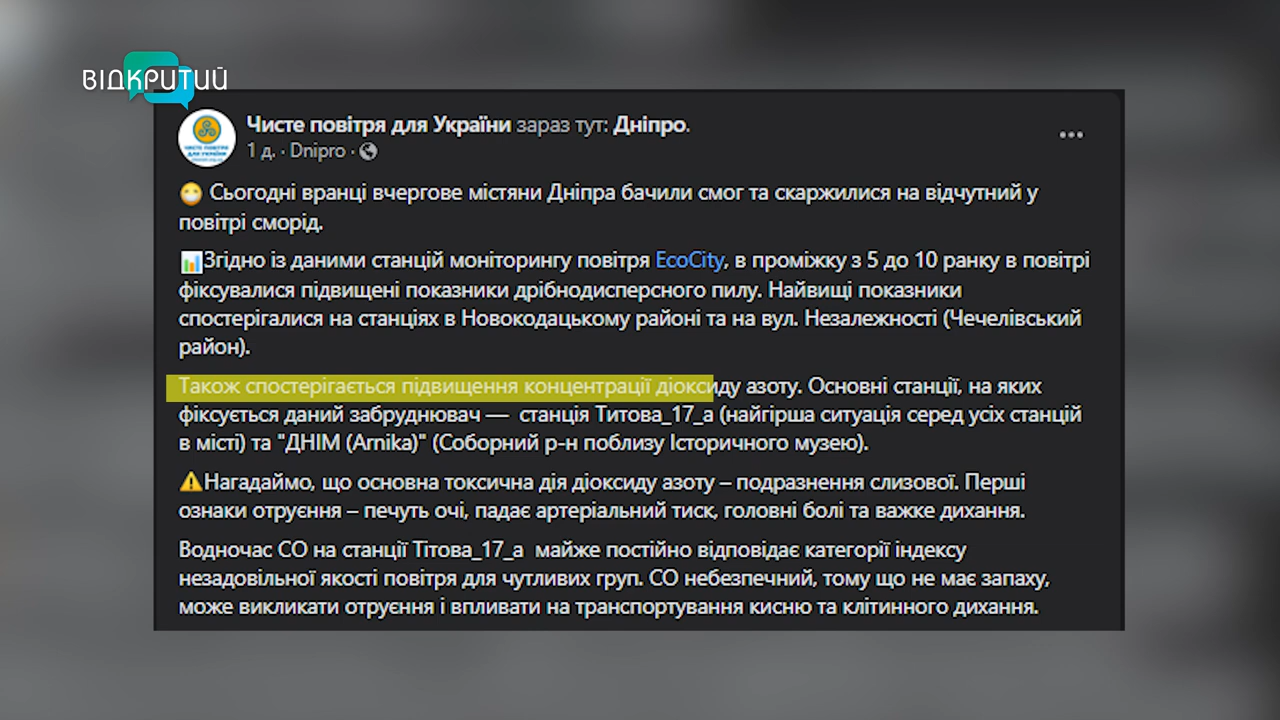 ВІДКРИТИЙ
Чисте повітря для України зараз тут: Дніпро.
1 д. · Dnipro ·
Сьогодні вранці вчергове містяни Дніпра бачили смог та скаржилися на відчутний у
повітрі сморід.
Згідно із даними станцій моніторингу повітря EcoCity, в проміжку з 5 до 10 ранку в повітрі
фіксувалися підвищені показники дрібнодисперсного пилу. Найвищі показники
спостерігалися на станціях в Новокодацькому районі та на вул. Незалежності (Чечелівський
район).
Також спостерігається підвищення концентрації діоксиду азоту. Основні станції, на яких
фіксується даний забруднювач — станція Титова_17_а (найгірша ситуація серед усіх станцій
в місті) та "ДНІМ (Arnika)" (Соборний р-н поблизу Історичного музею).
Нагадаймо, що основна токсична дія діоксиду азоту – подразнення слизової. Перші
ознаки отруєння – печуть очі, падає артеріальний тиск, головні болі та важке дихання.
Водночас СО на станції Тітова_17_а майже постійно відповідає категорії індексу
незадовільної якості повітря для чутливих груп. СО небезпечний, тому що не має запаху,
може викликати отруєння і впливати на транспортування кисню та клітинного дихання.